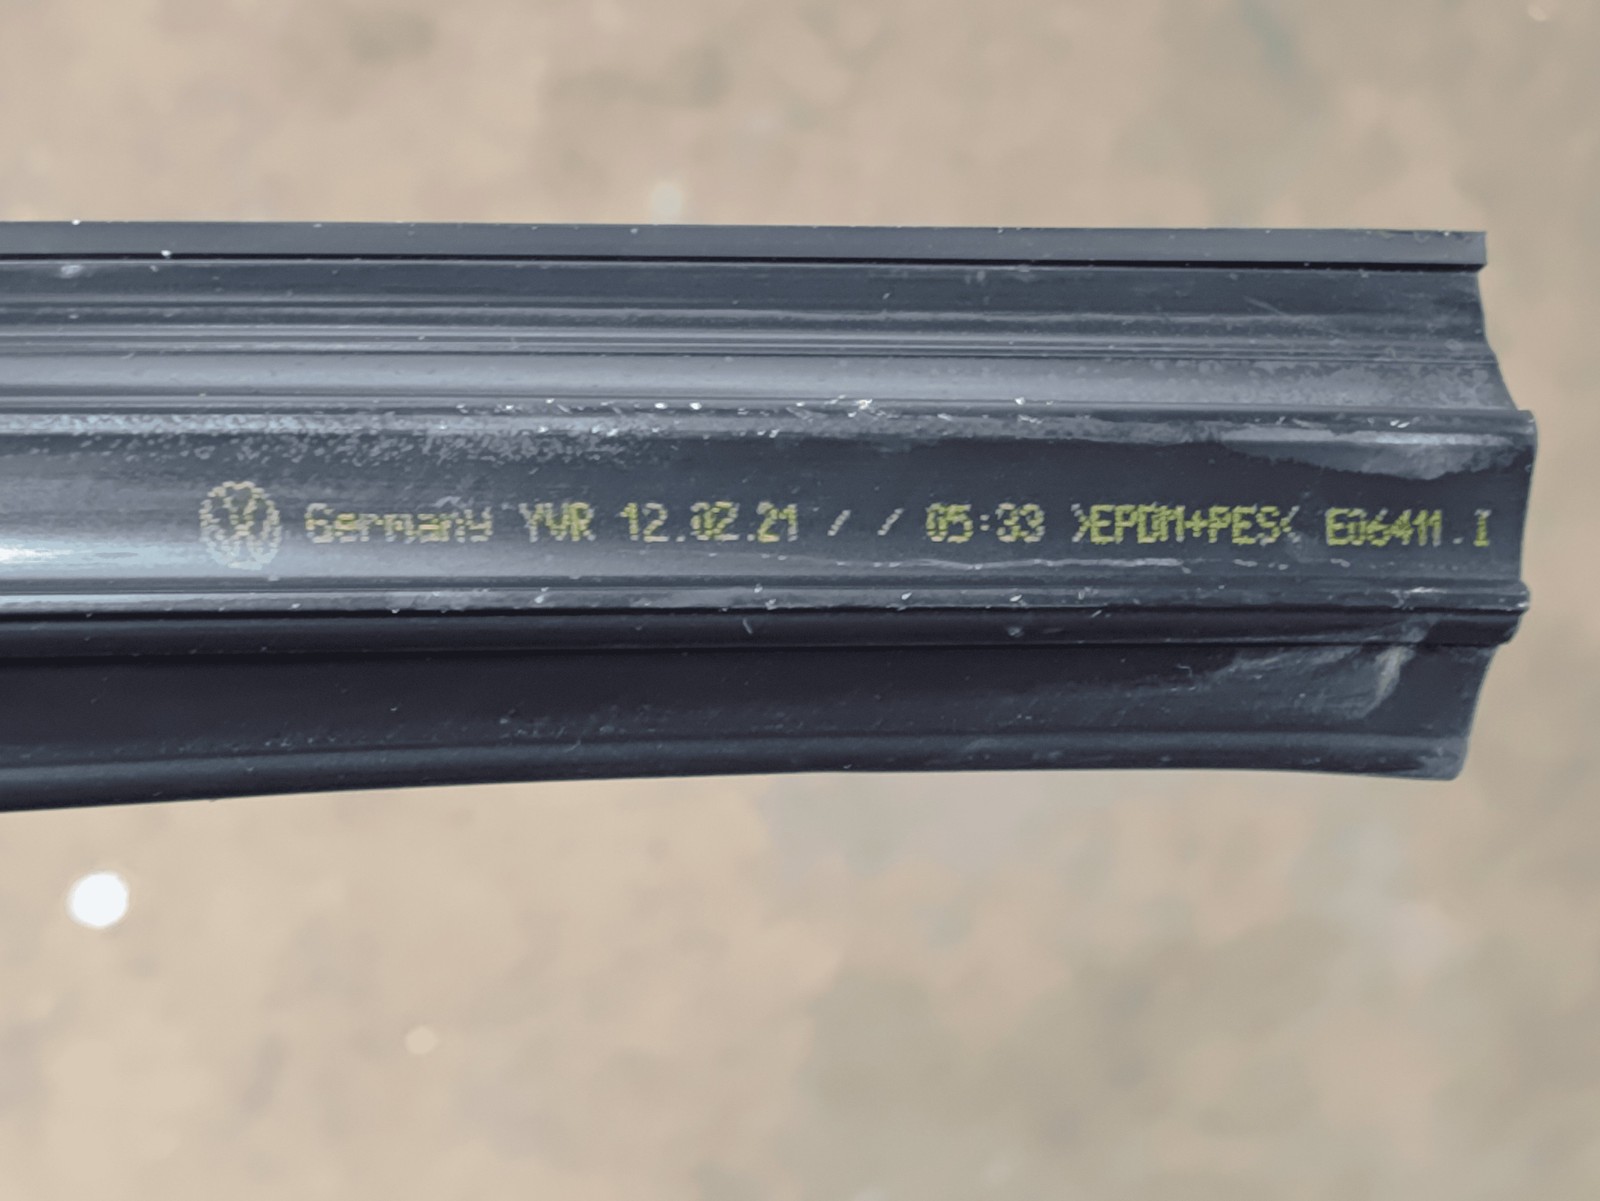 Germany YVR 12.02.21 / / 05:33 >EPDM+PES< E06411.I